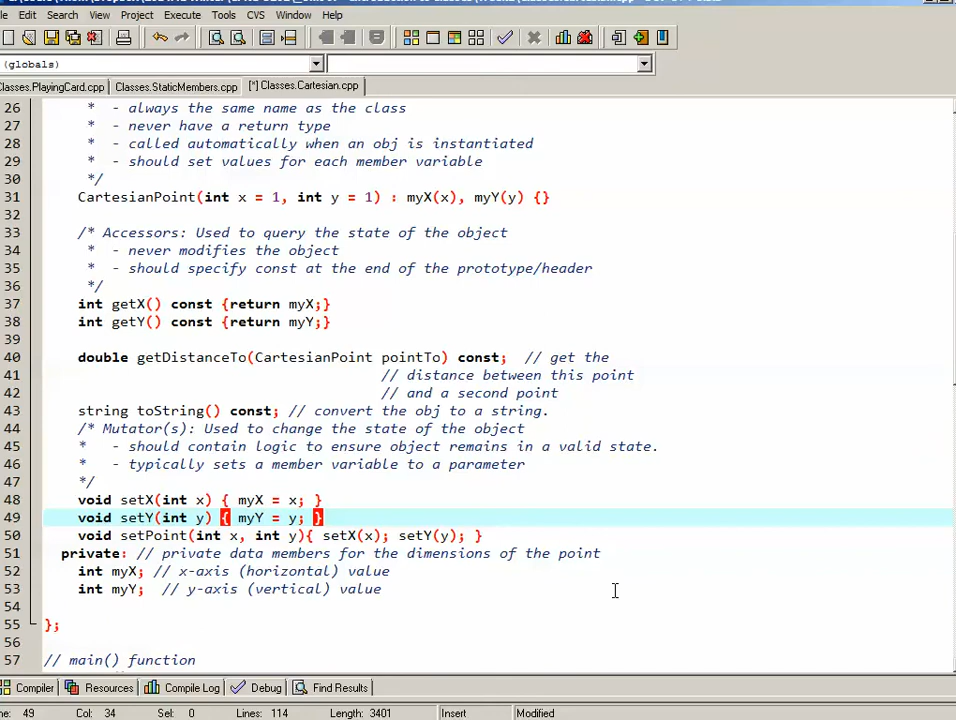 Edit Search View Project Execute Tools CVS Window Help
(globals)
Classes.PlayingCard.cpp Classes.StaticMembers.cpp [*] Classes.Cartesian.cpp
26 * - always the same name as the class
27 * - never have a return type
28 * - called automatically when an obj is instantiated
29 * - should set values for each member variable
30 */
31 CartesianPoint(int x = 1, int y = 1) : myX(x), myY(y) {}
32
33 /* Accessors: Used to query the state of the object
34 * - never modifies the object
35 * - should specify const at the end of the prototype/header
36 */
37 int getX() const {return myX;}
38 int getY() const {return myY;}
39
40 double getDistanceTo(CartesianPoint pointTo) const; // get the
41 // distance between this point
42 // and a second point
43 string toString() const; // convert the obj to a string.
44 /* Mutator(s): Used to change the state of the object
45 * - should contain logic to ensure object remains in a valid state.
46 * - typically sets a member variable to a parameter
47 */
48 void setX(int x) { myX = x; }
49 void setY(int y) { myY = y; }
50 void setPoint(int x, int y){ setX(x); setY(y); }
51 private: // private data members for the dimensions of the point
52 int myX; // x-axis (horizontal) value
53 int myY; // y-axis (vertical) value
54
55 };
56
57 // main() function
Compiler Resources Compile Log Debug Find Results
ne: 49 Col: 34 Sel: 0 Lines: 114 Length: 3401 Insert Modified